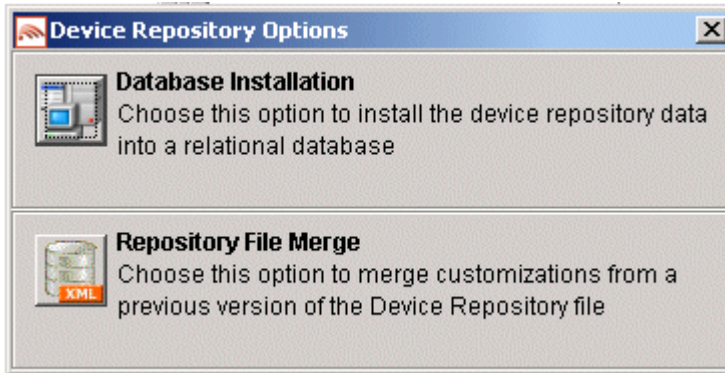 Device Repository Options
Database Installation
Choose this option to install the device repository data
into a relational database
Repository File Merge
Choose this option to merge customizations from a
previous version of the Device Repository file
XML